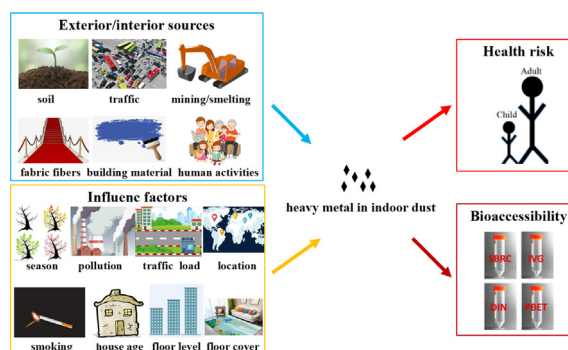 Exterior/interior sources
soil
traffic
mining/smelting
fabric fibers
building material
human activities
Influenc factors
season
pollution
traffic load
location
smoking
house age
floor level
floor cover
heavy metal in indoor dust
Health risk
Adult
Child
Bioaccessibility
SBRC
IVG
DIN
PBET